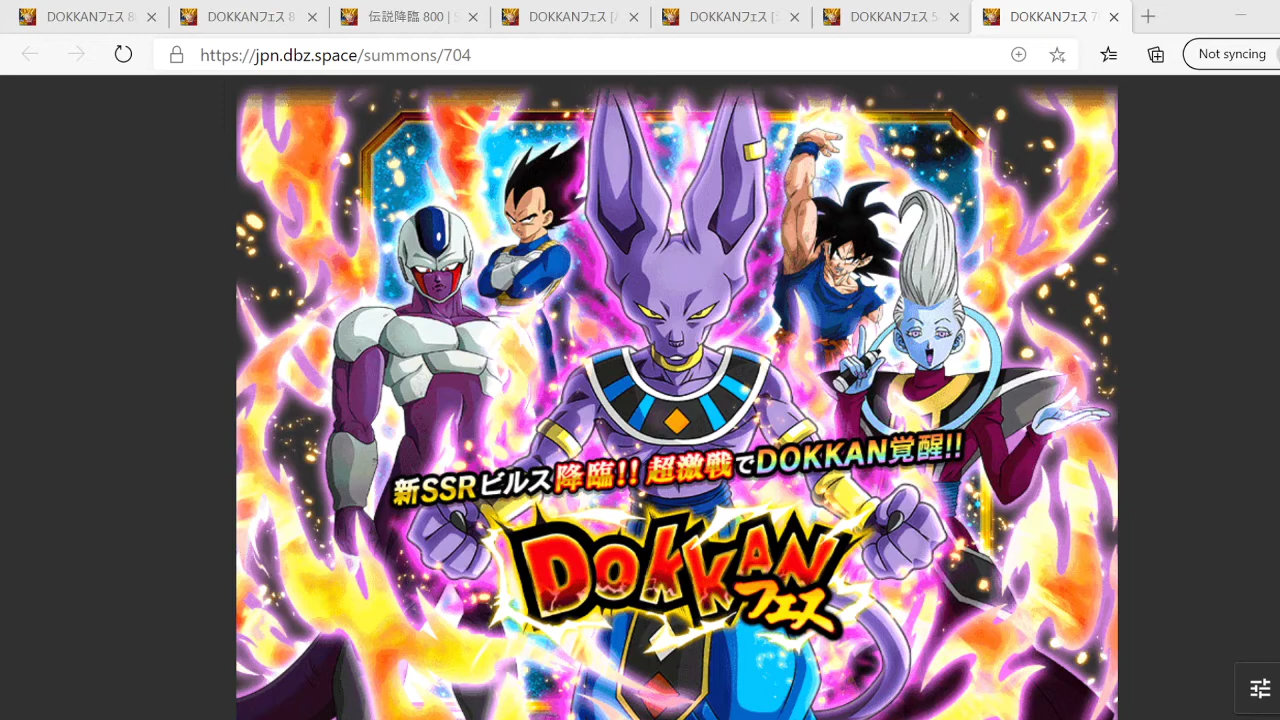 DOKKANフェス 8
DOKKANフェス 8
伝説降臨 800 | S
DOKKANフェス [
DOKKANフェス [
DOKKANフェス 5
DOKKANフェス 7
https://jpn.dbz.space/summons/704
Not syncing
新SSRビルス降臨!! 超激戦でDOKKAN覚醒!!
DOKKAN
フェス